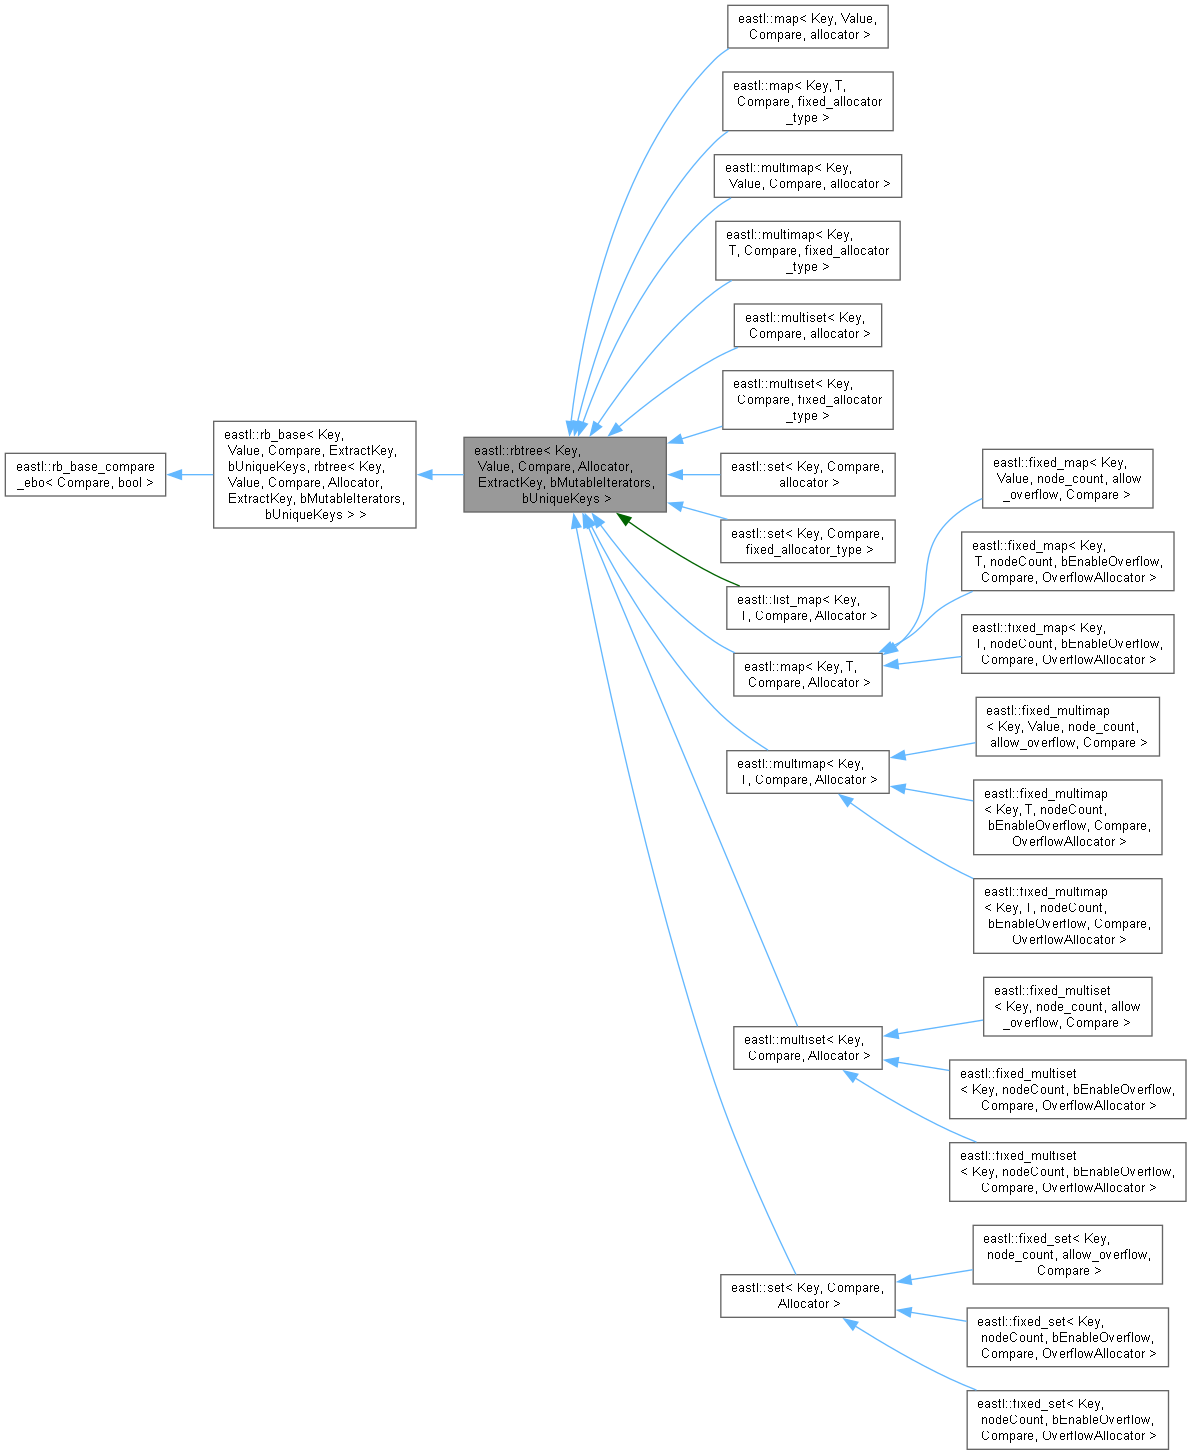 eastl::map< Key, Value,
Compare, allocator >
eastl::map< Key, T,
Compare, fixed_allocator
_type >
eastl::multimap< Key,
Value, Compare, allocator >
eastl::multimap< Key,
T, Compare, fixed_allocator
_type >
eastl::multiset< Key,
Compare, allocator >
eastl::multiset< Key,
Compare, fixed_allocator
_type >
eastl::rb_base_compare
_ebo< Compare, bool >
eastl::rb_base< Key,
Value, Compare, ExtractKey,
bUniqueKeys, rbtree< Key,
Value, Compare, Allocator,
ExtractKey, bMutableIterators,
bUniqueKeys > >
eastl::rbtree< Key,
Value, Compare, Allocator,
ExtractKey, bMutableIterators,
bUniqueKeys >
eastl::set< Key, Compare,
allocator >
eastl::set< Key, Compare,
fixed_allocator_type >
eastl::list_map< Key,
T, Compare, Allocator >
eastl::map< Key, T,
Compare, Allocator >
eastl::fixed_map< Key,
Value, node_count, allow
_overflow, Compare >
eastl::fixed_map< Key,
T, nodeCount, bEnableOverflow,
Compare, OverflowAllocator >
eastl::fixed_map< Key,
T, nodeCount, bEnableOverflow,
Compare, OverflowAllocator >
eastl::multimap< Key,
T, Compare, Allocator >
eastl::fixed_multimap
< Key, Value, node_count,
allow_overflow, Compare >
eastl::fixed_multimap
< Key, T, nodeCount,
bEnableOverflow, Compare,
OverflowAllocator >
eastl::fixed_multimap
< Key, T, nodeCount,
bEnableOverflow, Compare,
OverflowAllocator >
eastl::multiset< Key,
Compare, Allocator >
eastl::fixed_multiset
< Key, node_count, allow
_overflow, Compare >
eastl::fixed_multiset
< Key, nodeCount, bEnableOverflow,
Compare, OverflowAllocator >
eastl::fixed_multiset
< Key, nodeCount, bEnableOverflow,
Compare, OverflowAllocator >
eastl::set< Key, Compare,
Allocator >
eastl::fixed_set< Key,
node_count, allow_overflow,
Compare >
eastl::fixed_set< Key,
nodeCount, bEnableOverflow,
Compare, OverflowAllocator >
eastl::fixed_set< Key,
nodeCount, bEnableOverflow,
Compare, OverflowAllocator >